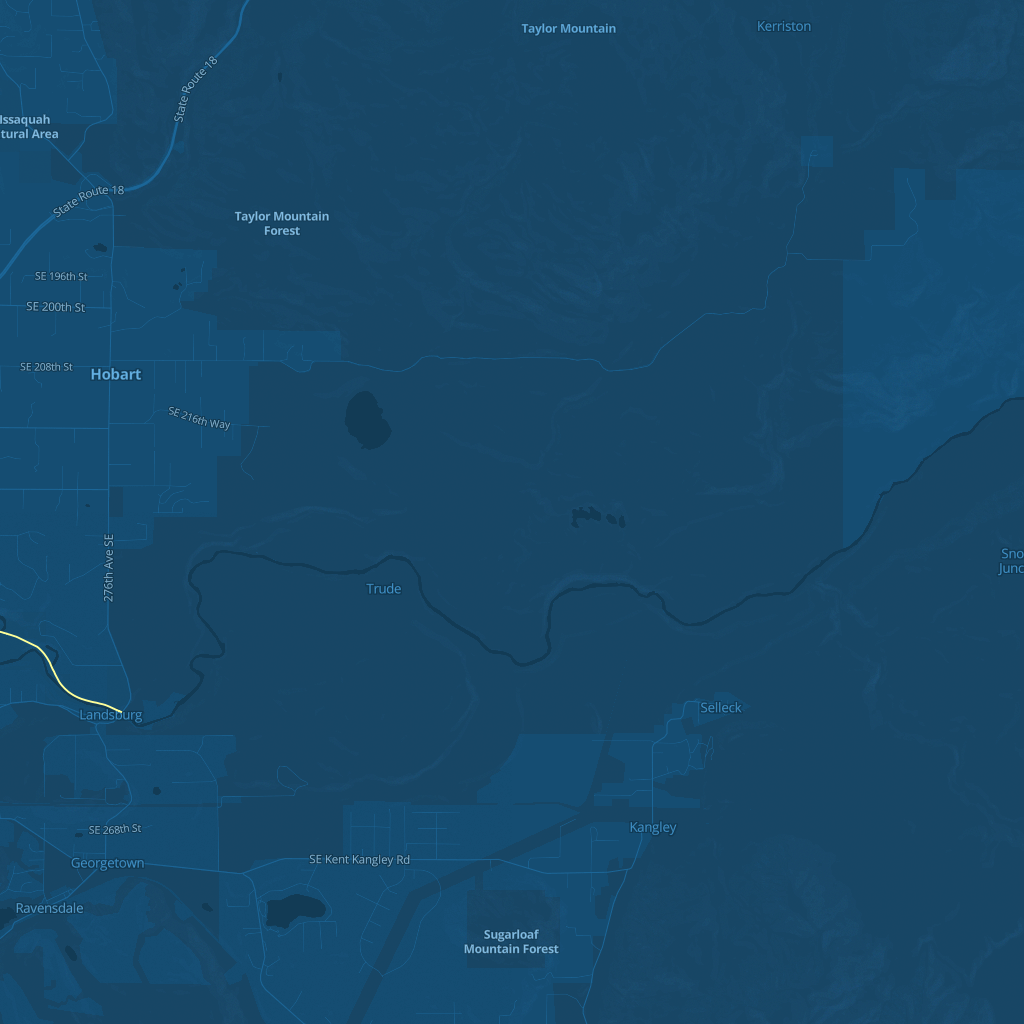 Taylor Mountain
Kerriston
State Route 18
Issaquah
tural Area
State Route 18
Taylor Mountain
Forest
SE 196th St
SE 200th St
SE 208th St
Hobart
SE 216th Way
276th Ave SE
Sno
Junc
Trude
Landsburg
Selleck
SE 268th St
Kangley
Georgetown
SE Kent Kangley Rd
Ravensdale
Sugarloaf
Mountain Forest